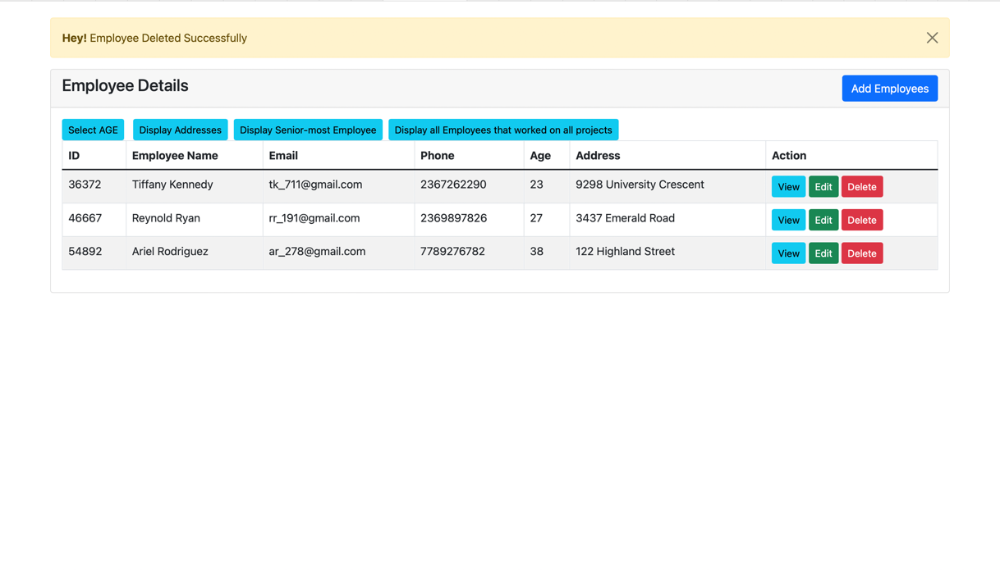 Hey! Employee Deleted Successfully
Employee Details
Add Employees
Select AGE Display Addresses Display Senior-most Employee Display all Employees that worked on all projects
ID Employee Name Email Phone Age Address Action
36372 Tiffany Kennedy tk_711@gmail.com 2367262290 23 9298 University Crescent View Edit Delete
46667 Reynold Ryan rr_191@gmail.com 2369897826 27 3437 Emerald Road View Edit Delete
54892 Ariel Rodriguez ar_278@gmail.com 7789276782 38 122 Highland Street View Edit Delete